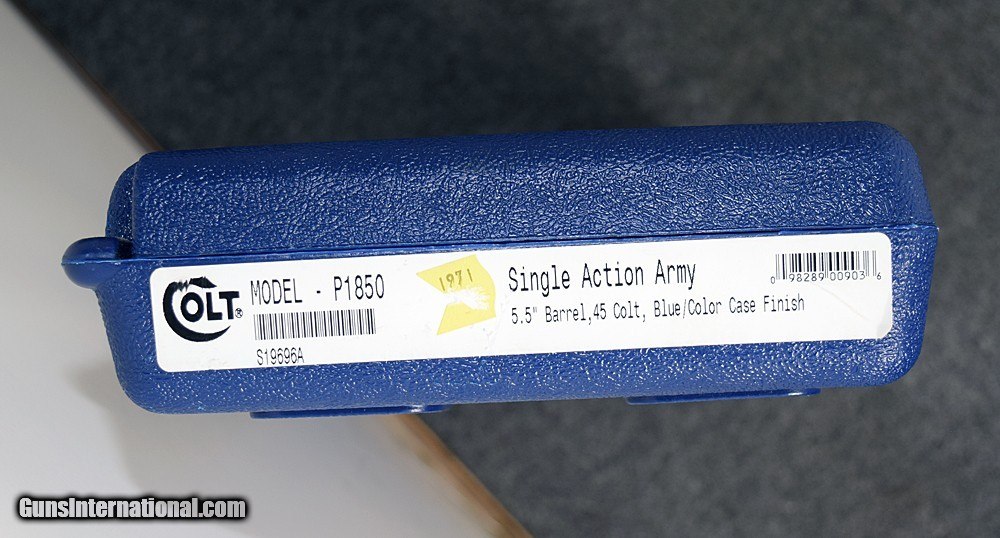 COLT®
MODEL - P1850
S19696A
1971
Single Action Army
5.5" Barrel,45 Colt, Blue/Color Case Finish
0 98289 00903 6
GunsInternational.com